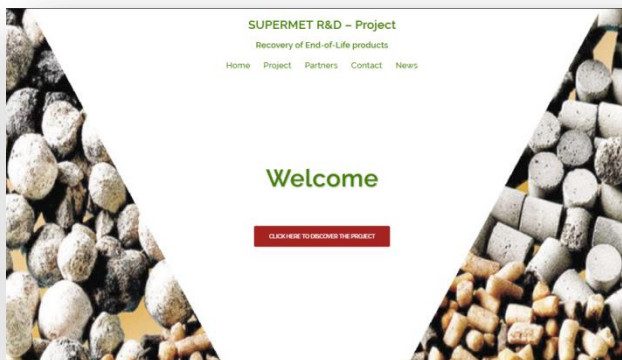 SUPERMET R&D – Project
Recovery of End-of-Life products
Home Project Partners Contact News
Welcome
CLICK HERE TO DISCOVER THE PROJECT